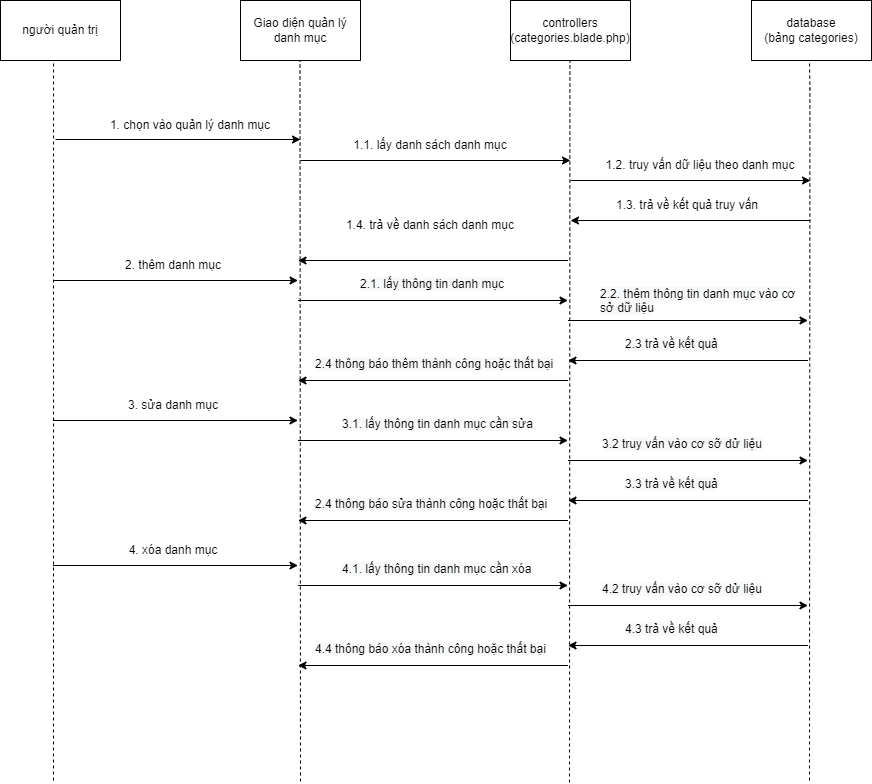 người quản trị
Giao diện quản lý
danh mục
controllers
(categories.blade.php)
database
(bảng categories)
1. chọn vào quản lý danh mục
1.1. lấy danh sách danh mục
1.2. truy vấn dữ liệu theo danh mục
1.3. trả về kết quả truy vấn
1.4. trả về danh sách danh mục
2. thêm danh mục
2.1. lấy thông tin danh mục
2.2. thêm thông tin danh mục vào cơ
sở dữ liệu
2.3 trả về kết quả
2.4 thông báo thêm thành công hoặc thất bại
3. sửa danh mục
3.1. lấy thông tin danh mục cần sửa
3.2 truy vấn vào cơ sỡ dử liệu
3.3 trả về kết quả
2.4 thông báo sửa thành công hoặc thất bại
4. xóa danh mục
4.1. lấy thông tin danh mục cần xóa
4.2 truy vấn vào cơ sỡ dử liệu
4.3 trả về kết quả
4.4 thông báo xóa thành công hoặc thất bại